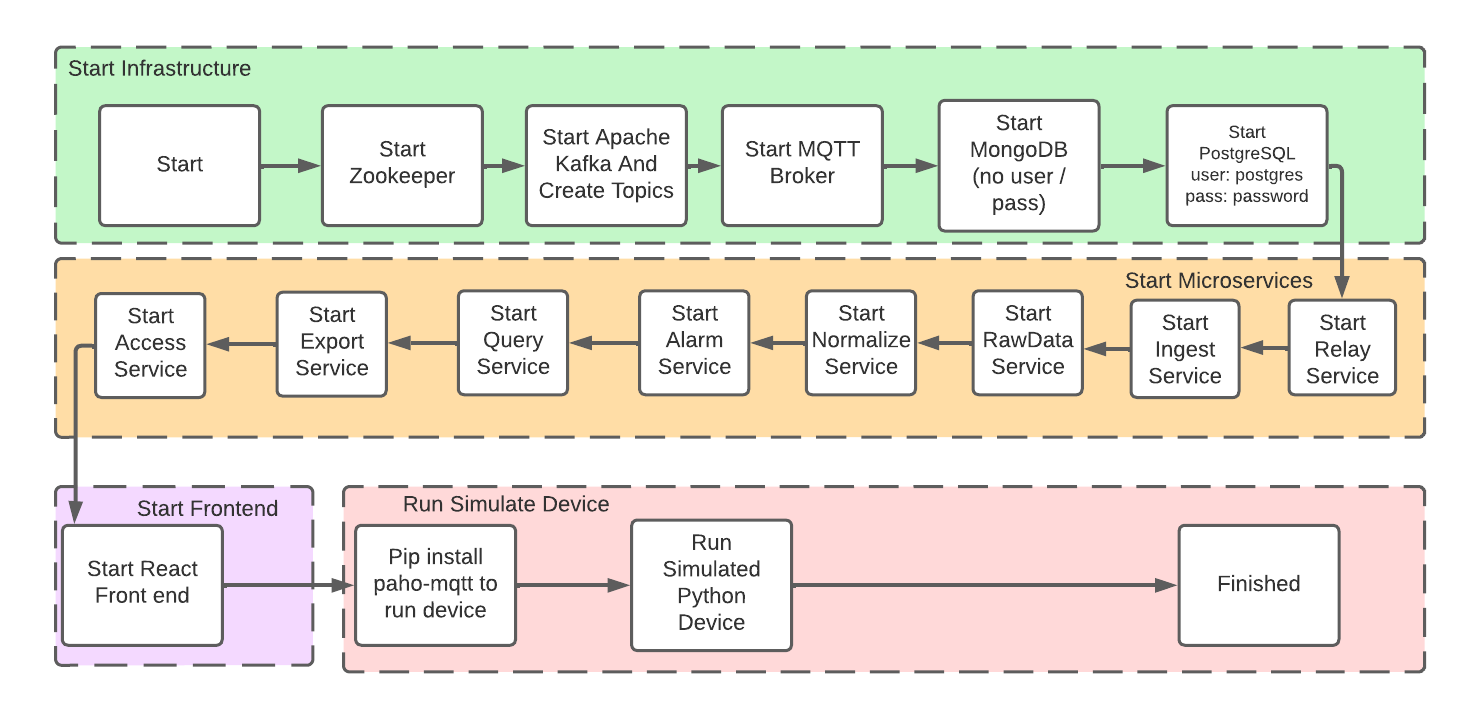 Start Infrastructure
Start
Start
Zookeeper
Start Apache
Kafka And
Create Topics
Start MQTT
Broker
Start
MongoDB
(no user /
pass)
Start
PostgreSQL
user: postgres
pass: password
Start Microservices
Start
Access
Service
Start
Export
Service
Start
Query
Service
Start
Alarm
Service
Start
Normalize
Service
Start
RawData
Service
Start
Ingest
Service
Start
Relay
Service
Start Frontend
Start React
Front end
Run Simulate Device
Pip install
paho-mqtt to
run device
Run
Simulated
Python
Device
Finished